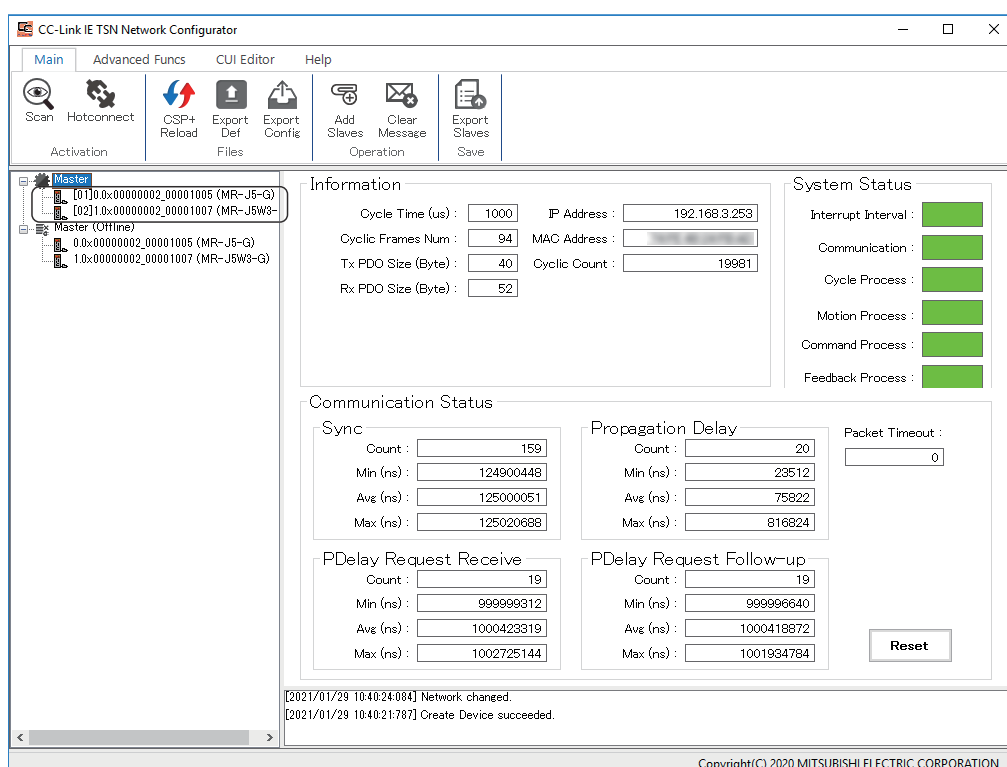 CC-Link IE TSN Network Configurator
Main Advanced Funcs CUI Editor Help
Scan Hotconnect CSP+ Reload Export Def Export Config Add Slaves Clear Message Export Slaves
Activation Files Operation Save
Master
[01]0.0x00000002_00001005 (MR-J5-G)
[02]1.0x00000002_00001007 (MR-J5W3-
Master (Offline)
0.0x00000002_00001005 (MR-J5-G)
1.0x00000002_00001007 (MR-J5W3-G)
Information
Cycle Time (us) : 1000 IP Address : 192.168.3.253
Cyclic Frames Num : 94 MAC Address :
Tx PDO Size (Byte) : 40 Cyclic Count : 19981
Rx PDO Size (Byte) : 52
System Status
Interrupt Interval :
Communication :
Cycle Process :
Motion Process :
Command Process :
Feedback Process :
Communication Status
Sync
Count : 159
Min (ns) : 124900448
Avg (ns) : 125000051
Max (ns) : 125020688
Propagation Delay
Count : 20
Min (ns) : 23512
Avg (ns) : 75822
Max (ns) : 816824
Packet Timeout :
0
PDelay Request Receive
Count : 19
Min (ns) : 999999312
Avg (ns) : 1000423319
Max (ns) : 1002725144
PDelay Request Follow-up
Count : 19
Min (ns) : 999996640
Avg (ns) : 1000418872
Max (ns) : 1001934784
Reset
[2021/01/29 10:40:24:084] Network changed.
[2021/01/29 10:40:21:787] Create Device succeeded.
Copyright(C) 2020 MITSUBISHI ELECTRIC CORPORATION